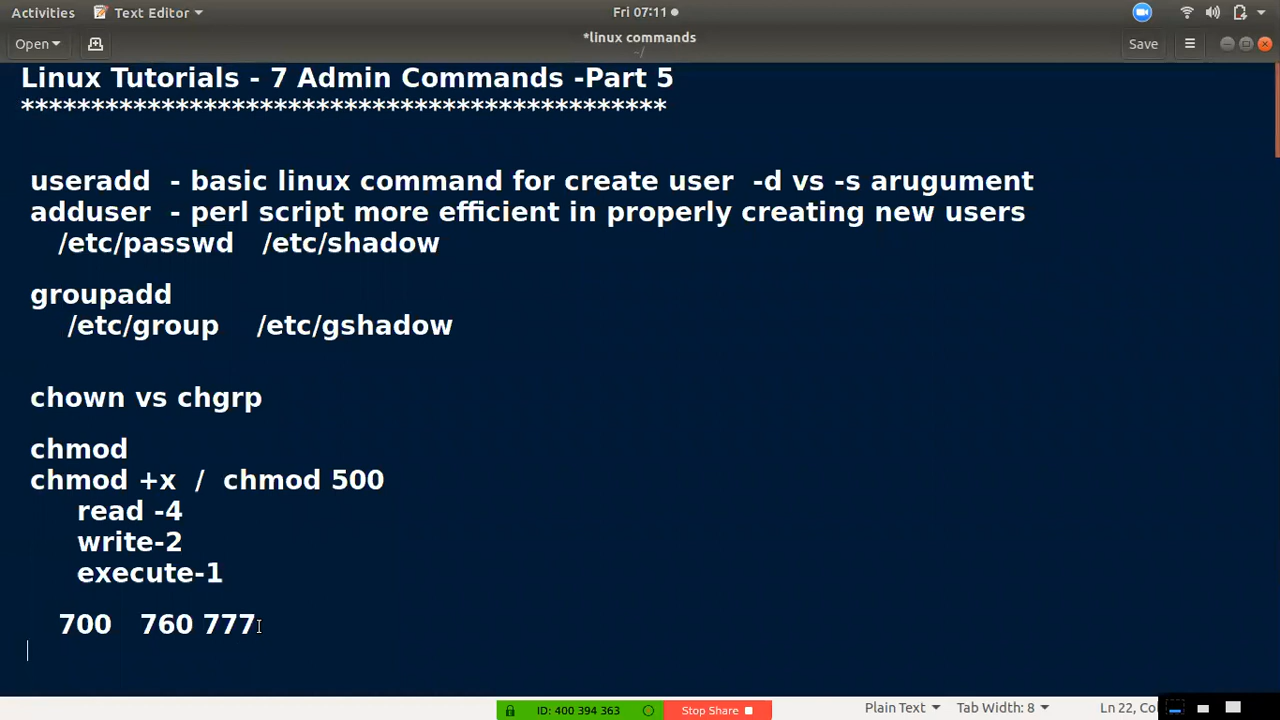 Activities Text Editor Fri 07:11
Open *linux commands Save
~/
Linux Tutorials - 7 Admin Commands -Part 5
**********************************************
useradd - basic linux command for create user -d vs -s arugument
adduser - perl script more efficient in properly creating new users
/etc/passwd /etc/shadow
groupadd
/etc/group /etc/gshadow
chown vs chgrp
chmod
chmod +x / chmod 500
read -4
write-2
execute-1
700 760 777
Plain Text Tab Width: 8 Ln 22,
ID: 400 394 363 Stop Share